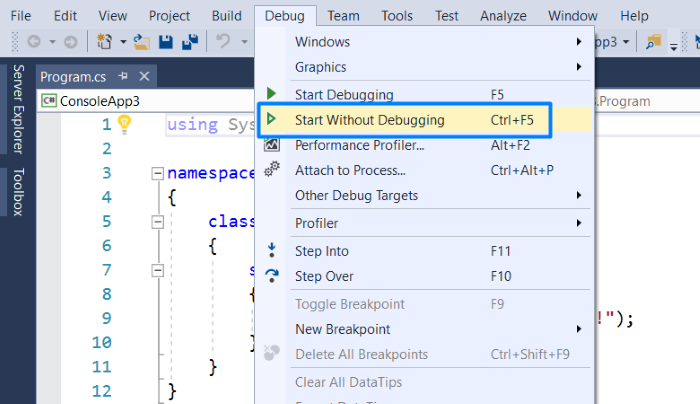 File Edit View Project Build Debug Team Tools Test Analyze Window Help
Server Explorer
Toolbox
Program.cs
ConsoleApp3
1 using Sys
3 namespace
4 {
5 class
6 {
7 s
8 {
9 !");
10 }
11 }
12 }
Windows
Graphics
Start Debugging F5
Start Without Debugging Ctrl+F5
Performance Profiler... Alt+F2
Attach to Process... Ctrl+Alt+P
Other Debug Targets
Profiler
Step Into F11
Step Over F10
Toggle Breakpoint F9
New Breakpoint
Delete All Breakpoints Ctrl+Shift+F9
Clear All DataTips
pp3
.Program